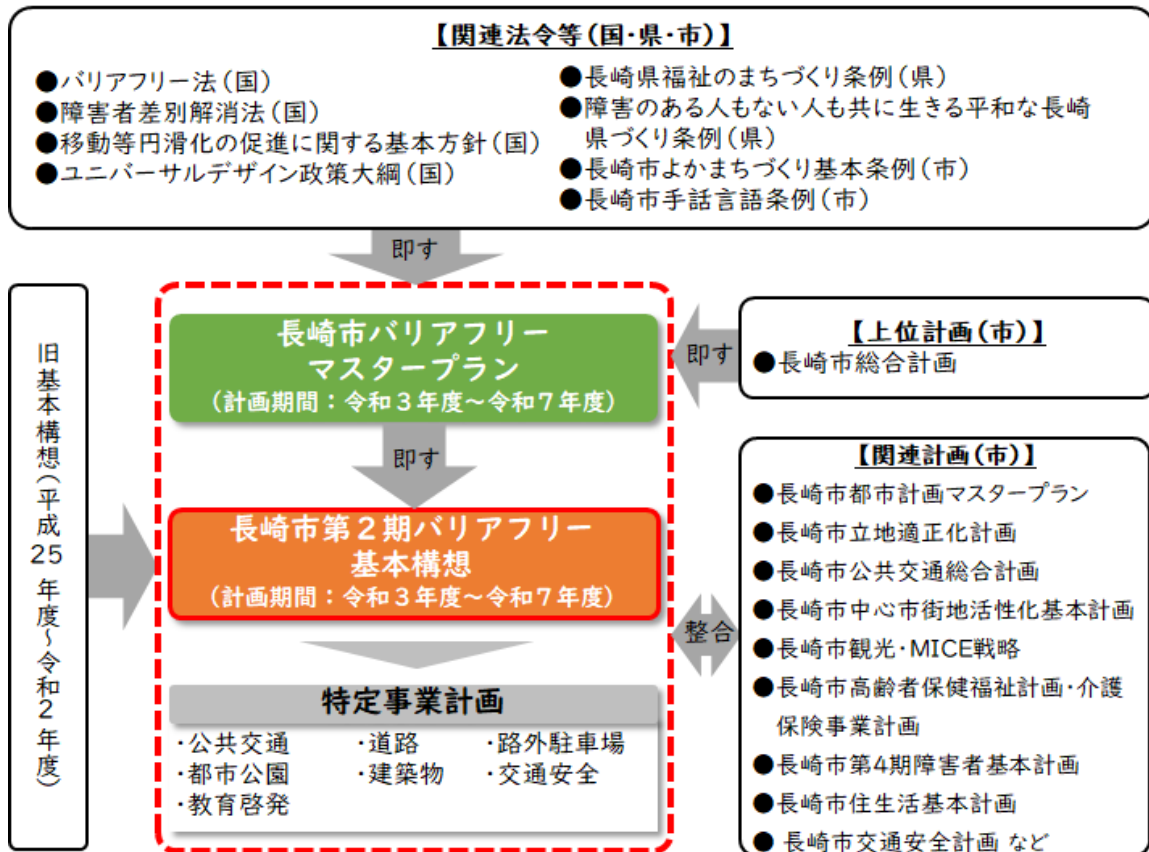 【関連法令等(国・県・市)】
●バリアフリー法(国)
●障害者差別解消法(国)
●移動等円滑化の促進に関する基本方針(国)
●ユニバーサルデザイン政策大綱(国)
●長崎県福祉のまちづくり条例(県)
●障害のある人もない人も共に生きる平和な長崎
県づくり条例(県)
●長崎市よかまちづくり基本条例(市)
●長崎市手話言語条例(市)
即す
旧基本構想(平成25年度~令和2年度)
長崎市バリアフリー
マスタープラン
(計画期間:令和3年度~令和7年度)
即す
長崎市第2期バリアフリー
基本構想
(計画期間:令和3年度~令和7年度)
特定事業計画
・公共交通 ・道路 ・路外駐車場
・都市公園 ・建築物 ・交通安全
・教育啓発
即す
【上位計画(市)】
●長崎市総合計画
整合
【関連計画(市)】
●長崎市都市計画マスタープラン
●長崎市立地適正化計画
●長崎市公共交通総合計画
●長崎市中心市街地活性化基本計画
●長崎市観光・MICE戦略
●長崎市高齢者保健福祉計画・介護
保険事業計画
●長崎市第4期障害者基本計画
●長崎市住生活基本計画
● 長崎市交通安全計画 など